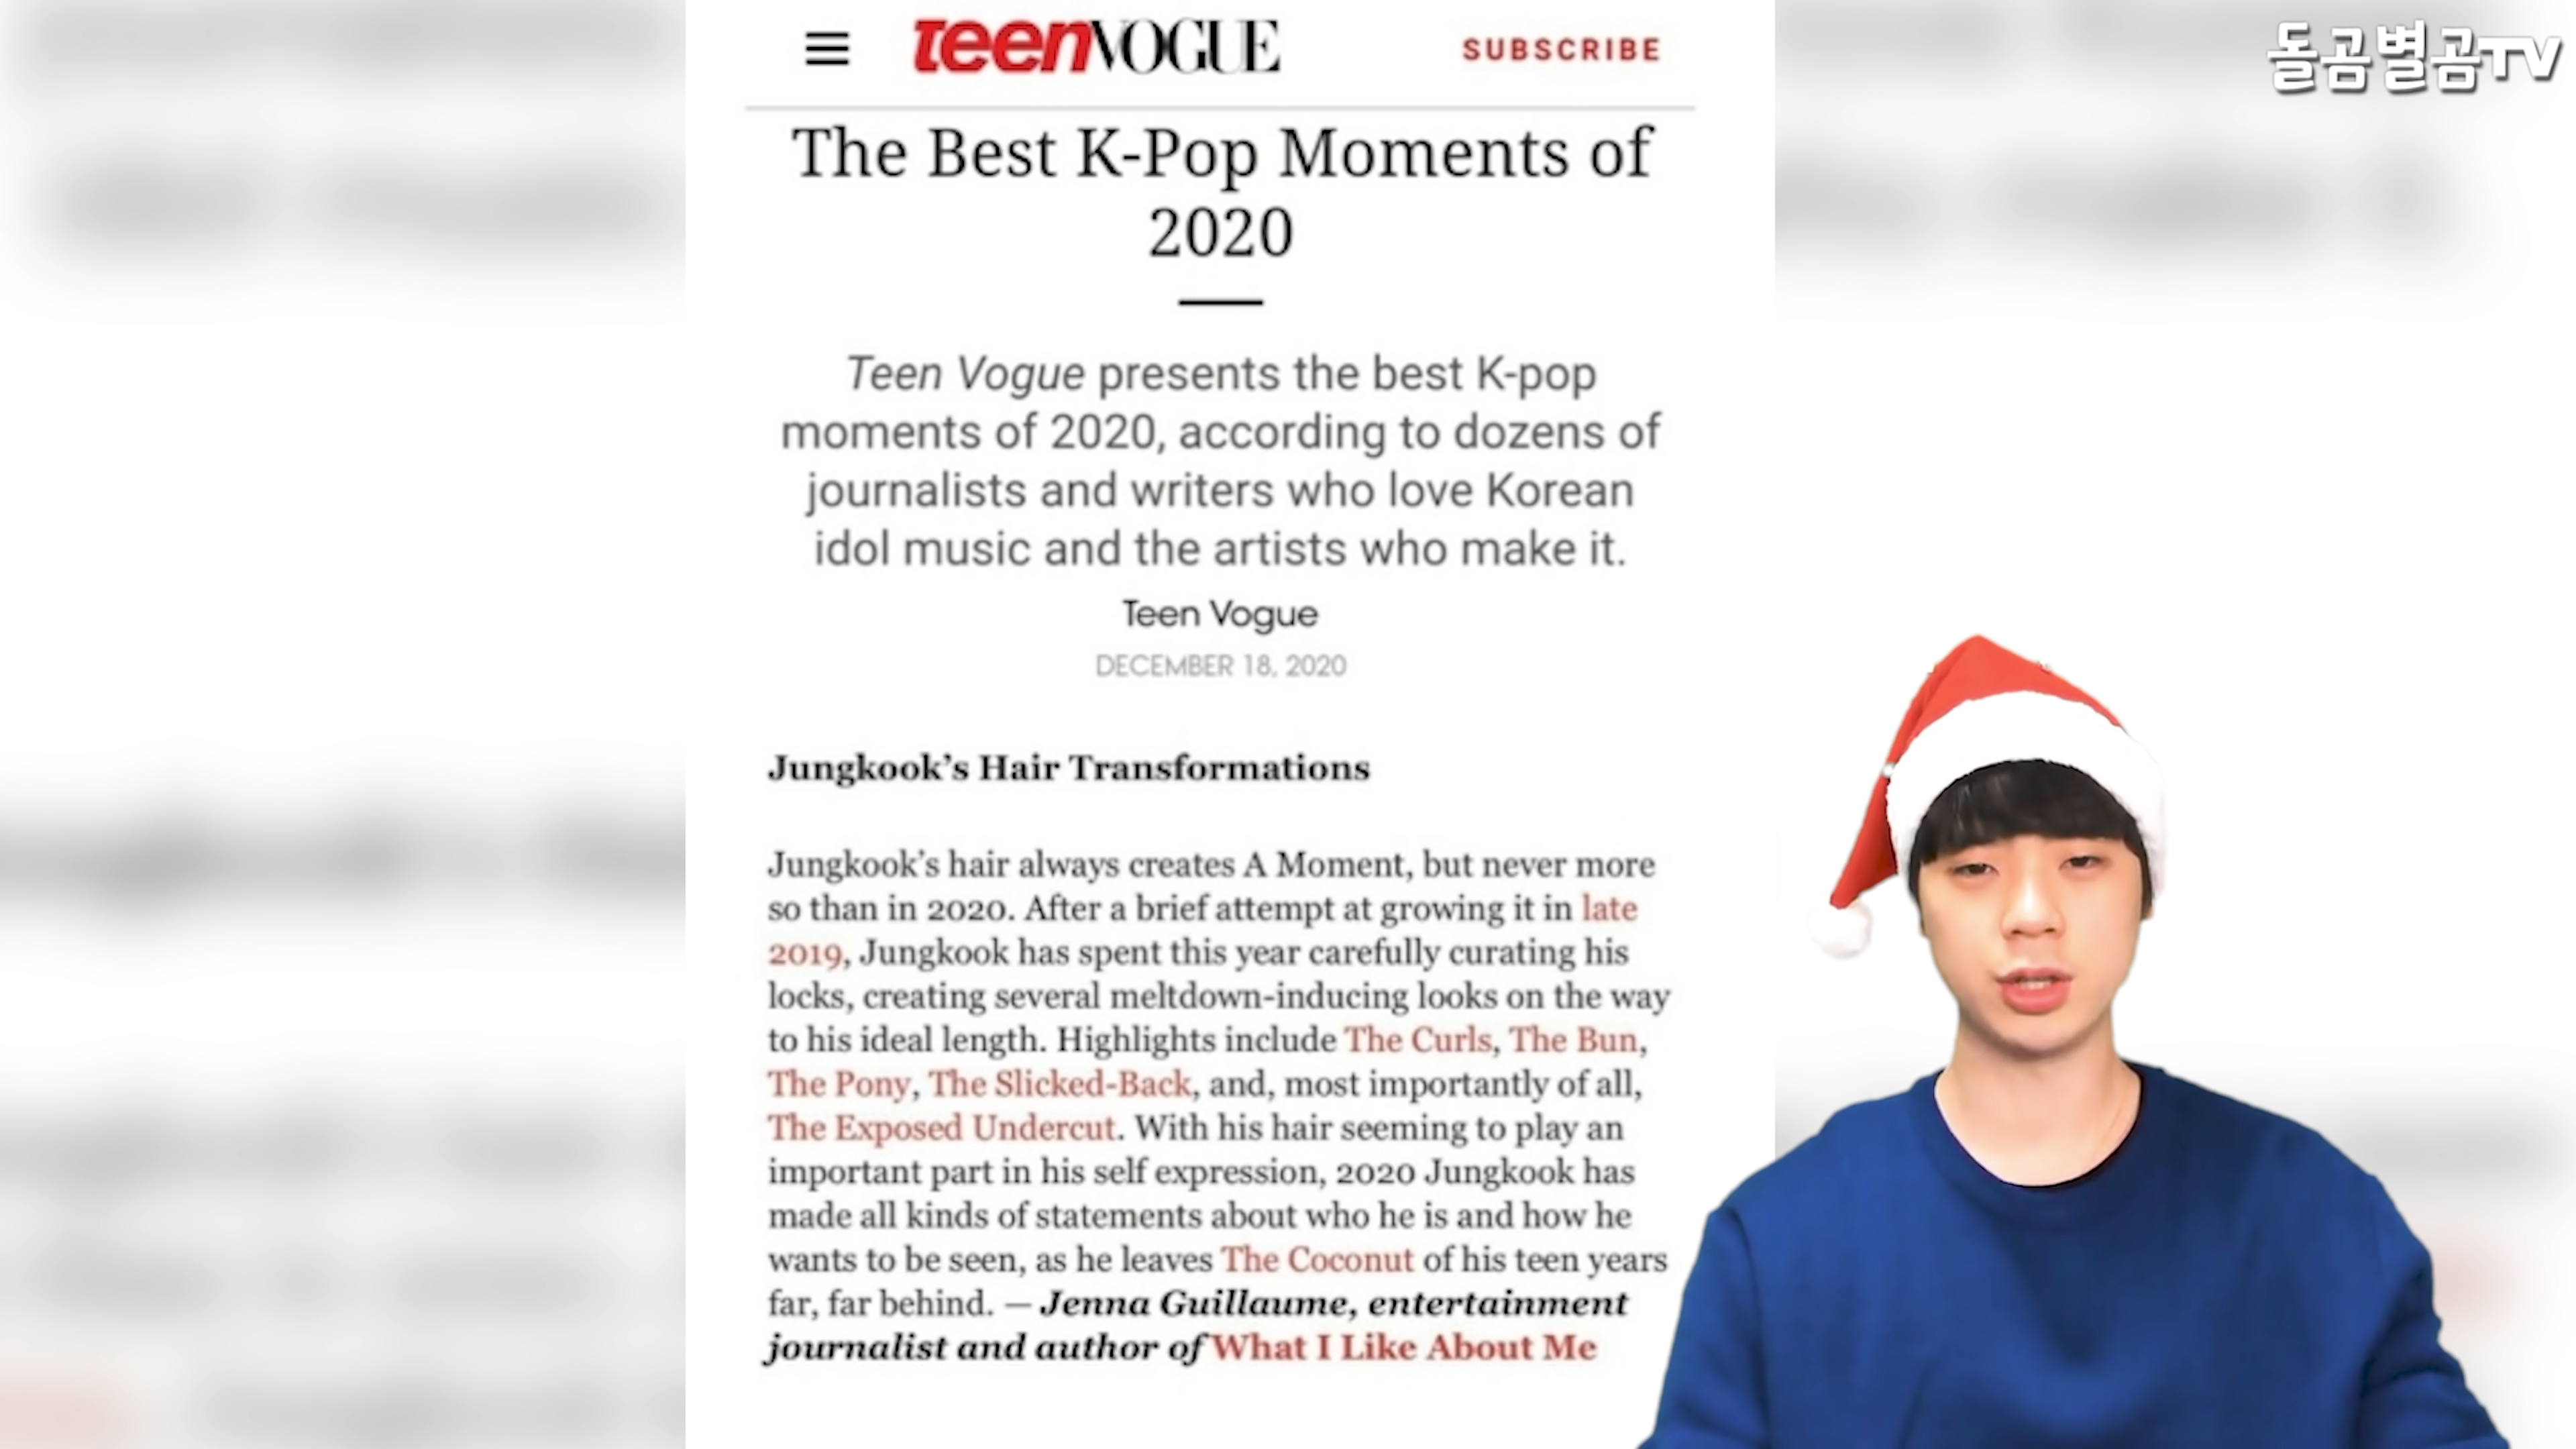 teenVOGUE
SUBSCRIBE
돌곰별곰TV
The Best K-Pop Moments of
2020
Teen Vogue presents the best K-pop
moments of 2020, according to dozens of
journalists and writers who love Korean
idol music and the artists who make it.
Teen Vogue
DECEMBER 18, 2020
Jungkook’s Hair Transformations
Jungkook’s hair always creates A Moment, but never more
so than in 2020. After a brief attempt at growing it in late
2019, Jungkook has spent this year carefully curating his
locks, creating several meltdown-inducing looks on the way
to his ideal length. Highlights include The Curls, The Bun,
The Pony, The Slicked-Back, and, most importantly of all,
The Exposed Undercut. With his hair seeming to play an
important part in his self expression, 2020 Jungkook has
made all kinds of statements about who he is and how he
wants to be seen, as he leaves The Coconut of his teen years
far, far behind. — Jenna Guillaume, entertainment
journalist and author of What I Like About Me